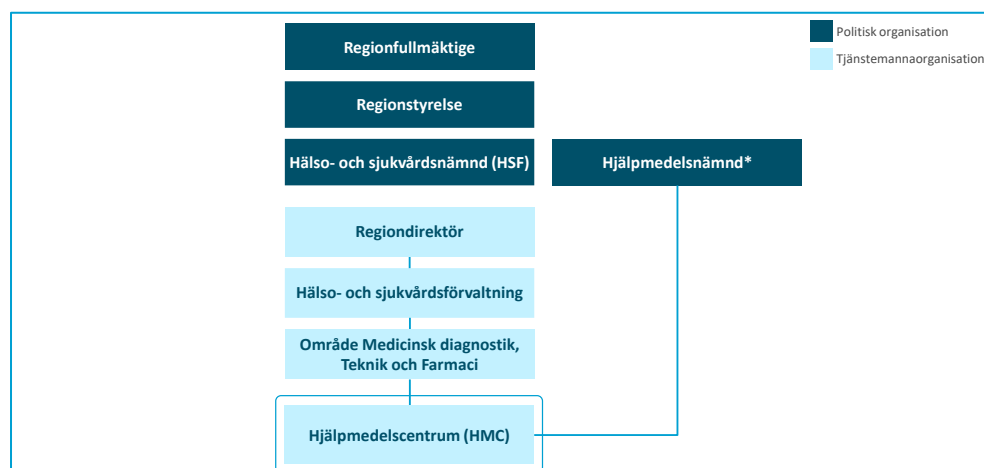 Regionfullmäktige
Politisk organisation
Tjänstemannaorganisation
Regionstyrelse
Hälso- och sjukvårdsnämnd (HSF)
Hjälpmedelsnämnd*
Regiondirektör
Hälso- och sjukvårdsförvaltning
Område Medicinsk diagnostik,
Teknik och Farmaci
Hjälpmedelscentrum (HMC)